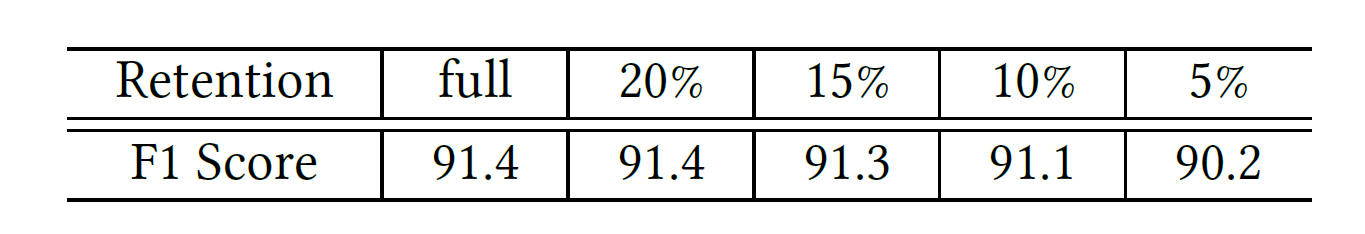 Retention full 20% 15% 10% 5%
F1 Score 91.4 91.4 91.3 91.1 90.2